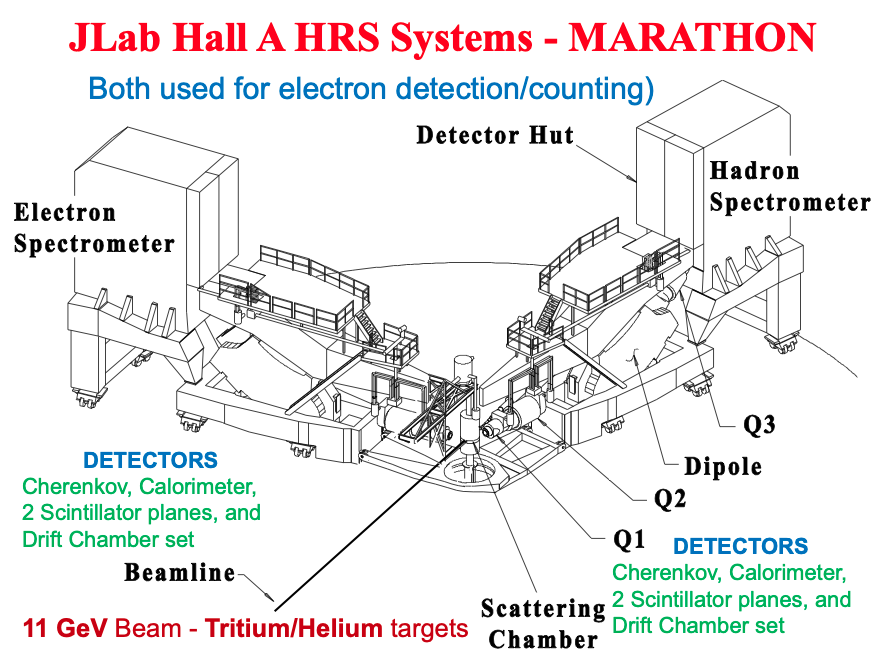 JLab Hall A HRS Systems - MARATHON
Both used for electron detection/counting)
Detector Hut
Hadron
Spectrometer
Electron
Spectrometer
Q3
Dipole
Q2
Q1
DETECTORS
Cherenkov, Calorimeter,
2 Scintillator planes, and
Drift Chamber set
Beamline
DETECTORS
Cherenkov, Calorimeter,
2 Scintillator planes, and
Drift Chamber set
Scattering
Chamber
11 GeV Beam - Tritium/Helium targets